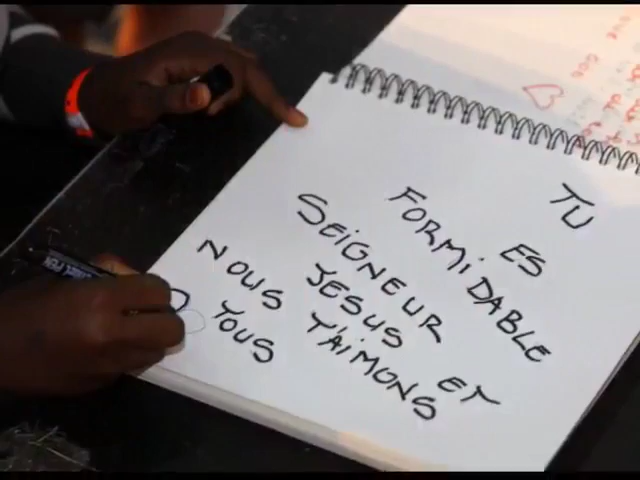 TU
ES
FORMIDABLE
SEIGNEUR
JESUS ET
NOUS T'AIMONS
TOUS